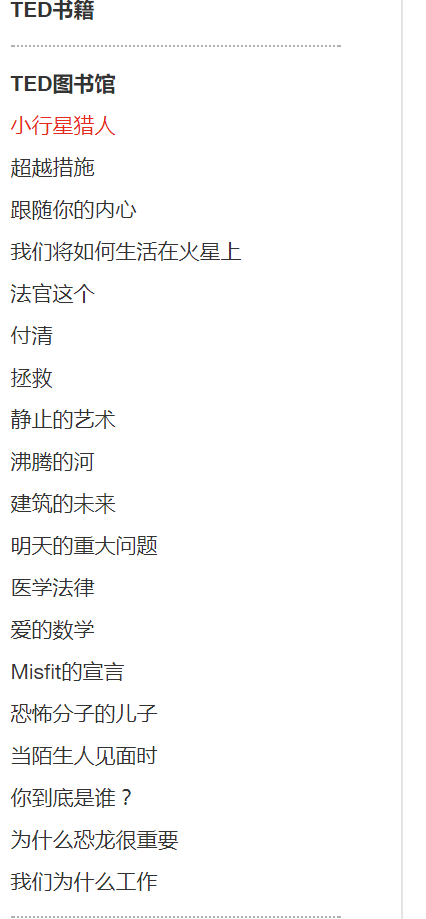 TED书籍
TED图书馆
小行星猎人
超越措施
跟随你的内心
我们将如何生活在火星上
法官这个
付清
拯救
静止的艺术
沸腾的河
建筑的未来
明天的重大问题
医学法律
爱的数学
Misfit的宣言
恐怖分子的儿子
当陌生人见面时
你到底是谁？
为什么恐龙很重要
我们为什么工作